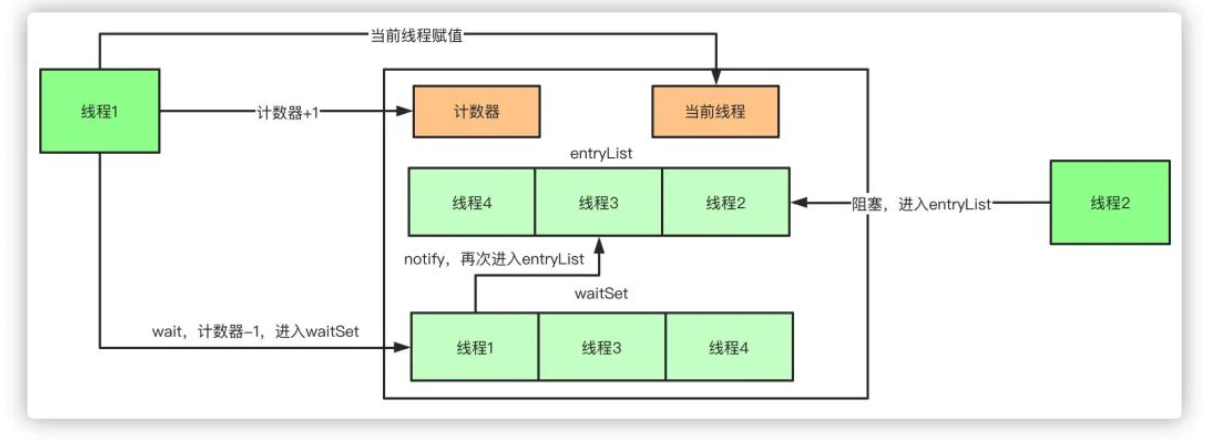 当前线程赋值
线程1
计数器+1
计数器
当前线程
entryList
线程4
线程3
线程2
阻塞，进入entryList
线程2
notify，再次进入entryList
waitSet
wait，计数器-1，进入waitSet
线程1
线程3
线程4